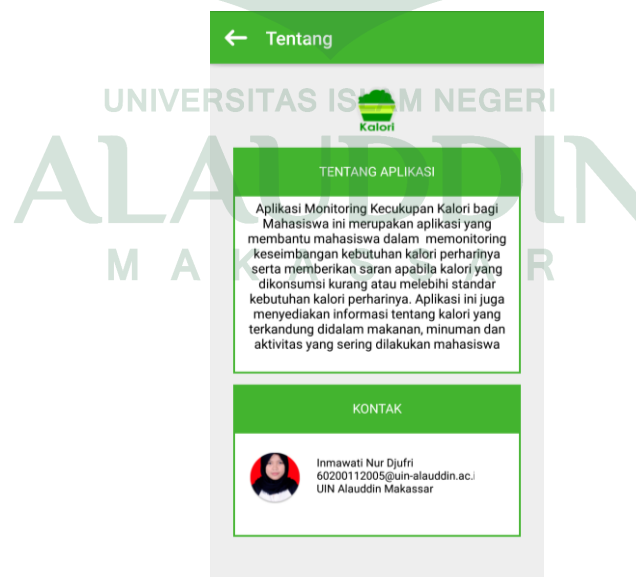 Tentang
UNIVERSITAS ISLAM NEGERI
Kalori
ALAUDDIN
MAKASSAR
TENTANG APLIKASI
Aplikasi Monitoring Kecukupan Kalori bagi
Mahasiswa ini merupakan aplikasi yang
membantu mahasiswa dalam memonitoring
keseimbangan kebutuhan kalori perharinya
serta memberikan saran apabila kalori yang
dikonsumsi kurang atau melebihi standar
kebutuhan kalori perharinya. Aplikasi ini juga
menyediakan informasi tentang kalori yang
terkandung didalam makanan, minuman dan
aktivitas yang sering dilakukan mahasiswa
KONTAK
Inmawati Nur Djufri
60200112005@uin-alauddin.ac.i
UIN Alauddin Makassar